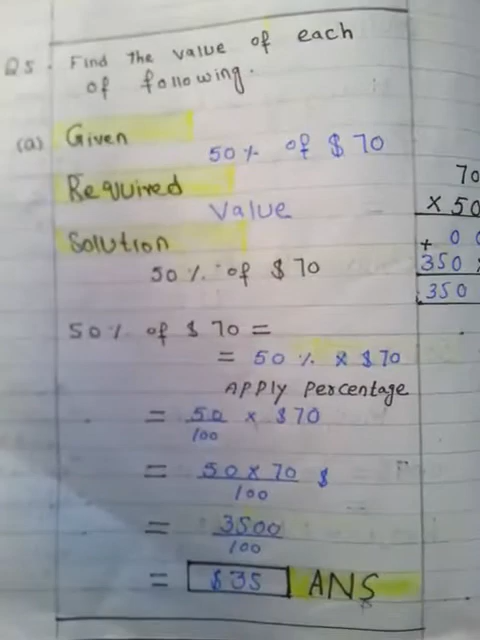 Q5. Find the value of each
of following.
(a) Given
50% of $70
Required
Value
Solution
50% of $70
50% of $70 =
= 50% x $70
Apply percentage
= 50/100 x $70
= 50x70/100 $
= 3500/100
= $35 ANS
70
x 50
+ 0
350
350